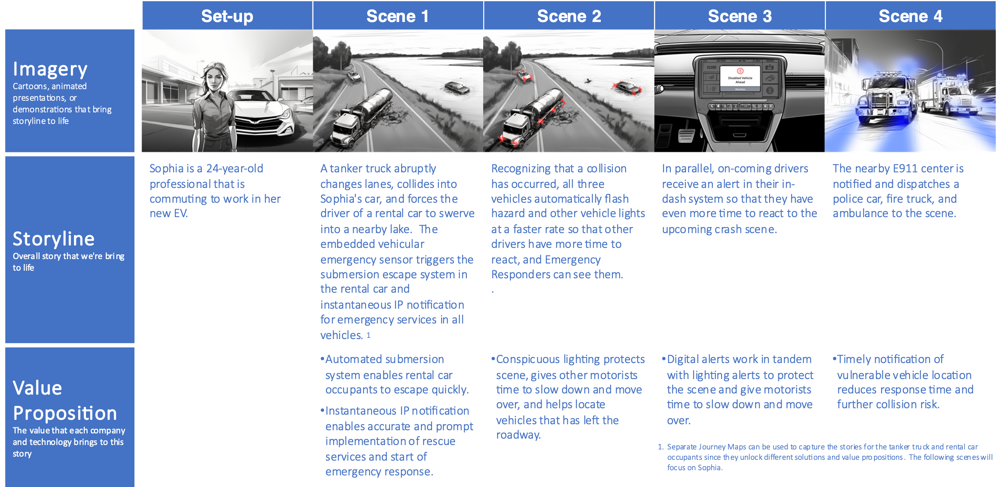 Set-up
Scene 1
Scene 2
Scene 3
Scene 4
Imagery
Cartoons, animated
presentations, or
demonstrations that bring
storyline to life
Disabled Vehicle
Ahead
Dismiss
Storyline
Overall story that we're bring
to life
Sophia is a 24-year-old
professional that is
commuting to work in her
new EV.
A tanker truck abruptly
changes lanes, collides into
Sophia's car, and forces the
driver of a rental car to swerve
into a nearby lake.  The
embedded vehicular
emergency sensor triggers the
submersion escape system in
the rental car and
instantaneous IP notification
for emergency services in all
vehicles. 1
Recognizing that a collision
has occurred, all three
vehicles automatically flash
hazard and other vehicle lights
at a faster rate so that other
drivers have more time to
react, and Emergency
Responders can see them.
.
In parallel, on-coming drivers
receive an alert in their in-
dash system so that they have
even more time to react to the
upcoming crash scene.
The nearby E911 center is
notified and dispatches a
police car, fire truck, and
ambulance to the scene.
Value
Proposition
The value that each company
and technology brings to this
story
•Automated submersion
system enables rental car
occupants to escape quickly.
•Instantaneous IP notification
enables accurate and prompt
implementation of rescue
services and start of
emergency response.
•Conspicuous lighting protects
scene, gives other motorists
time to slow down and move
over, and helps locate
vehicles that has left the
roadway.
•Digital alerts work in tandem
with lighting alerts to protect
the scene and give motorists
time to slow down and move
over.
•Timely notification of
vulnerable vehicle location
reduces response time and
further collision risk.
1. Separate Journey Maps can be used to capture the stories for the tanker truck and rental car
occupants since they unlock different solutions and value propositions.  The following scenes will
focus on Sophia.